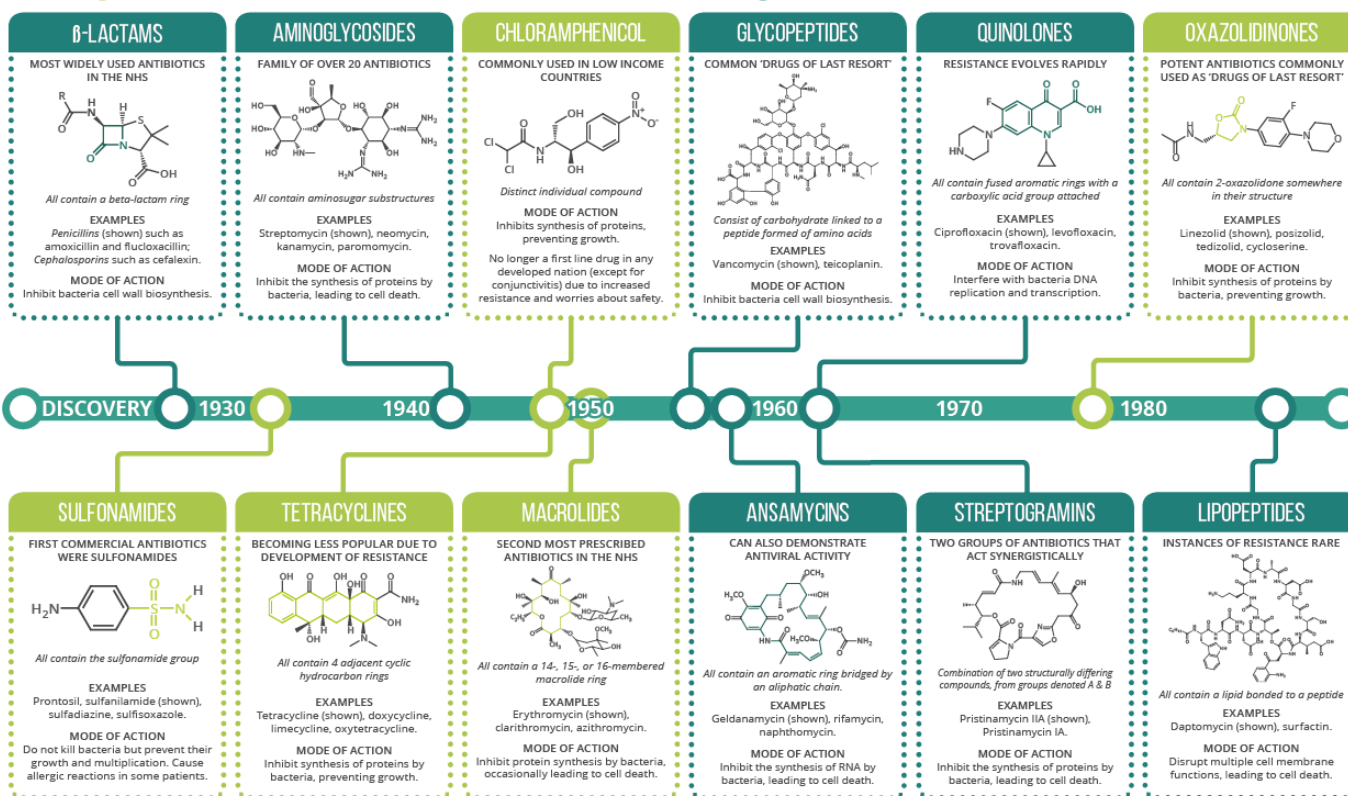 β-LACTAMS
MOST WIDELY USED ANTIBIOTICS
IN THE NHS
All contain a beta-lactam ring
EXAMPLES
Penicillins (shown) such as
amoxicillin and flucloxacillin;
Cephalosporins such as cefalexin.
MODE OF ACTION
Inhibit bacteria cell wall biosynthesis.
AMINOGLYCOSIDES
FAMILY OF OVER 20 ANTIBIOTICS
All contain aminosugar substructures
EXAMPLES
Streptomycin (shown), neomycin,
kanamycin, paromomycin.
MODE OF ACTION
Inhibit the synthesis of proteins by
bacteria, leading to cell death.
CHLORAMPHENICOL
COMMONLY USED IN LOW INCOME
COUNTRIES
Distinct individual compound
MODE OF ACTION
Inhibits synthesis of proteins,
preventing growth.
No longer a first line drug in any
developed nation (except for
conjunctivitis) due to increased
resistance and worries about safety.
GLYCOPEPTIDES
COMMON ‘DRUGS OF LAST RESORT’
Consist of carbohydrate linked to a
peptide formed of amino acids
EXAMPLES
Vancomycin (shown), teicoplanin.
MODE OF ACTION
Inhibit bacteria cell wall biosynthesis.
QUINOLONES
RESISTANCE EVOLVES RAPIDLY
All contain fused aromatic rings with a
carboxylic acid group attached
EXAMPLES
Ciprofloxacin (shown), levofloxacin,
trovafloxacin.
MODE OF ACTION
Interfere with bacteria DNA
replication and transcription.
OXAZOLIDINONES
POTENT ANTIBIOTICS COMMONLY
USED AS ‘DRUGS OF LAST RESORT’
All contain 2-oxazolidone somewhere
in their structure
EXAMPLES
Linezolid (shown), posizolid,
tedizolid, cycloserine.
MODE OF ACTION
Inhibit synthesis of proteins by
bacteria, preventing growth.
DISCOVERY 1930 1940 1950 1960 1970 1980
SULFONAMIDES
FIRST COMMERCIAL ANTIBIOTICS
WERE SULFONAMIDES
All contain the sulfonamide group
EXAMPLES
Prontosil, sulfanilamide (shown),
sulfadiazine, sulfisoxazole.
MODE OF ACTION
Do not kill bacteria but prevent their
growth and multiplication. Cause
allergic reactions in some patients.
TETRACYCLINES
BECOMING LESS POPULAR DUE TO
DEVELOPMENT OF RESISTANCE
All contain 4 adjacent cyclic
hydrocarbon rings
EXAMPLES
Tetracycline (shown), doxycycline,
limecycline, oxytetracycline.
MODE OF ACTION
Inhibit synthesis of proteins by
bacteria, preventing growth.
MACROLIDES
SECOND MOST PRESCRIBED
ANTIBIOTICS IN THE NHS
All contain a 14-, 15-, or 16-membered
macrolide ring
EXAMPLES
Erythromycin (shown),
clarithromycin, azithromycin.
MODE OF ACTION
Inhibit protein synthesis by bacteria,
occasionally leading to cell death.
ANSAMYCINS
CAN ALSO DEMONSTRATE
ANTIVIRAL ACTIVITY
All contain an aromatic ring bridged by
an aliphatic chain.
EXAMPLES
Geldanamycin (shown), rifamycin,
naphthomycin.
MODE OF ACTION
Inhibit the synthesis of RNA by
bacteria, leading to cell death.
STREPTOGRAMINS
TWO GROUPS OF ANTIBIOTICS THAT
ACT SYNERGISTICALLY
Combination of two structurally differing
compounds, from groups denoted A & B
EXAMPLES
Pristinamycin IIA (shown),
Pristinamycin IA.
MODE OF ACTION
Inhibit the synthesis of proteins by
bacteria, leading to cell death.
LIPOPEPTIDES
INSTANCES OF RESISTANCE RARE
All contain a lipid bonded to a peptide
EXAMPLES
Daptomycin (shown), surfactin.
MODE OF ACTION
Disrupt multiple cell membrane
functions, leading to cell death.